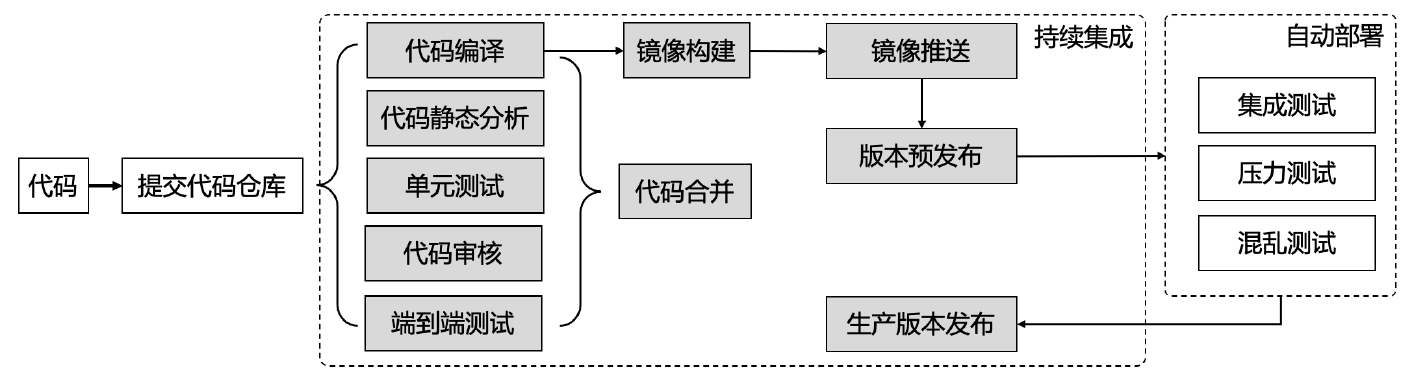 代码
提交代码仓库
持续集成
代码编译
代码静态分析
单元测试
代码审核
端到端测试
代码合并
镜像构建
镜像推送
版本预发布
自动部署
集成测试
压力测试
混乱测试
生产版本发布